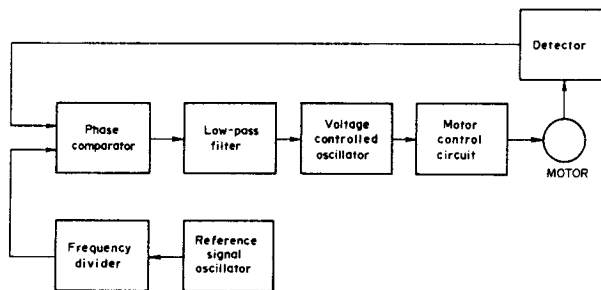 Detector
Phase
comparator
Low-pass
filter
Voltage
controlled
oscillator
Motor
control
circuit
MOTOR
Frequency
divider
Reference
signal
oscillator